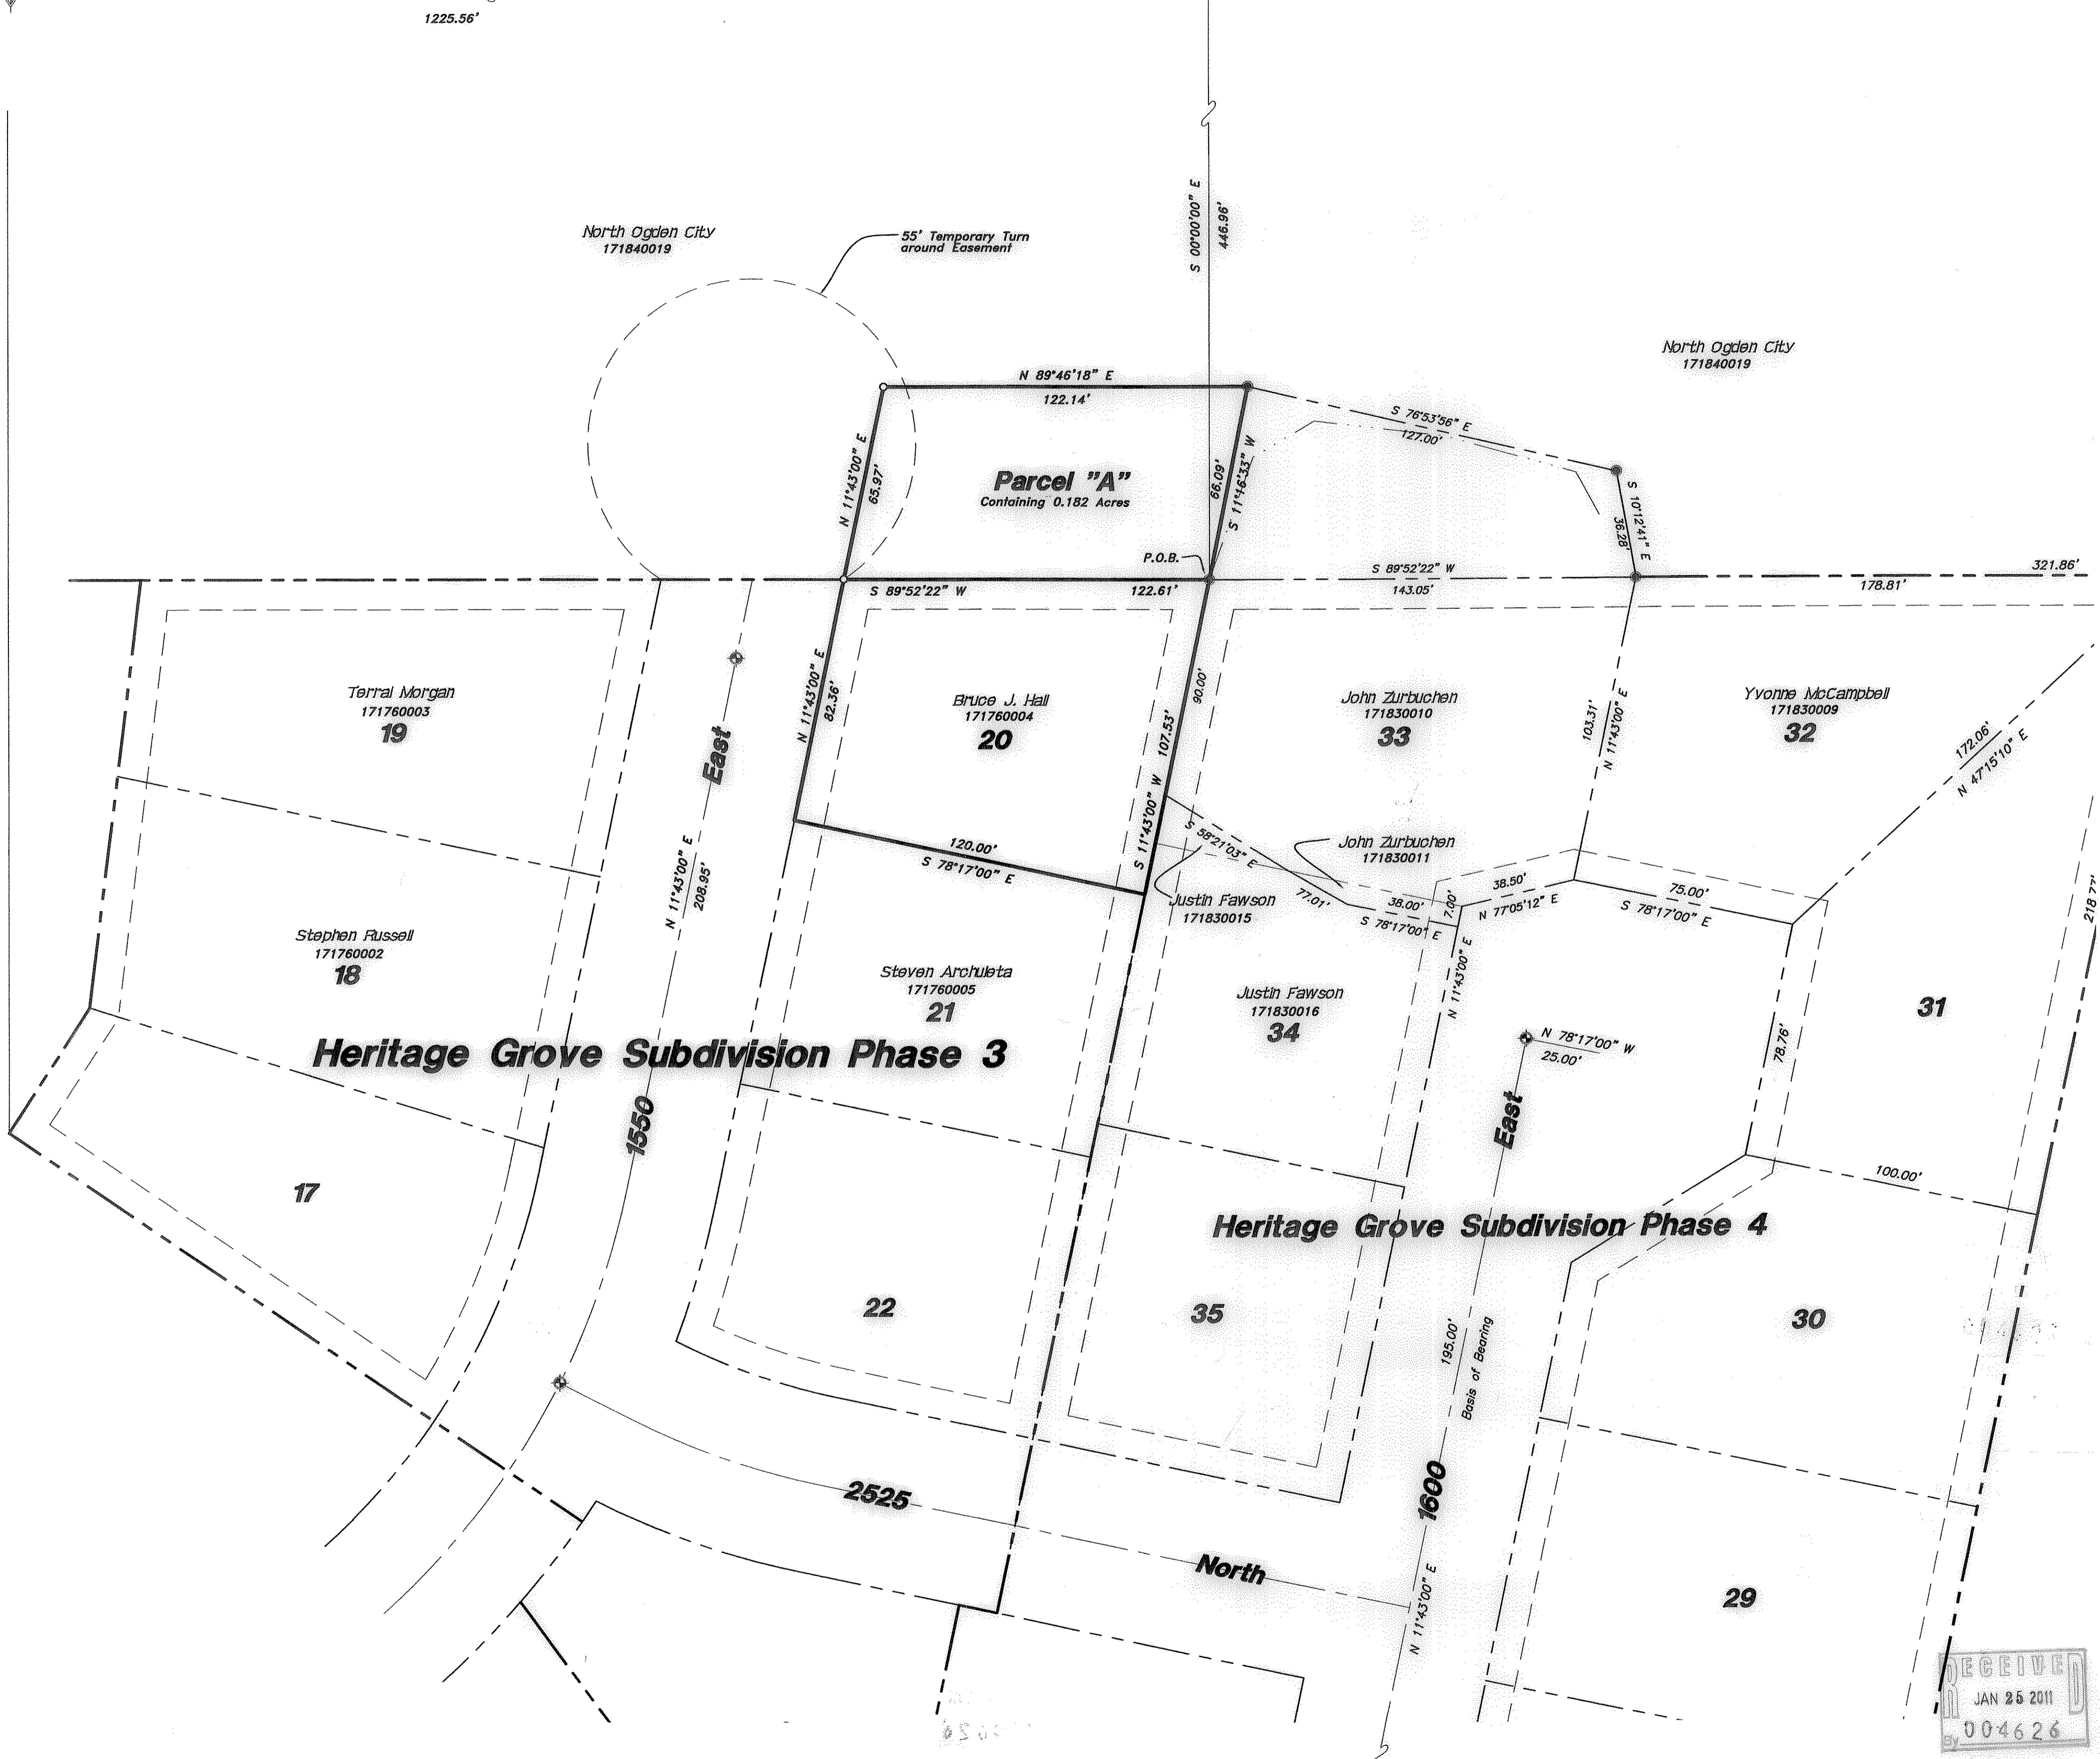 1225.56'
S 00°00'00" E
446.96'
North Ogden City
171840019
55' Temporary Turn
around Easement
North Ogden City
171840019
N 89°46'18" E
122.14'
S 76°53'56" E
127.00'
N 11°43'00" E
65.97'
Parcel "A"
Containing 0.182 Acres
66.09'
S 11°16'33" W
S 10°12'41" E
36.28'
P.O.B.
S 89°52'22" W
122.61'
S 89°52'22" W
143.05'
178.81'
321.86'
Terral Morgan
171760003
19
East
N 11°43'00" E
82.36'
Bruce J. Hall
171760004
20
S 11°43'00" W 107.53'
90.00'
John Zurbuchen
171830010
33
103.31'
N 11°43'00" E
Yvonne McCampbell
171830009
32
172.06'
N 47°15'10" E
120.00'
S 78°17'00" E
S 58°21'03" E
77.01'
John Zurbuchen
171830011
Justin Fawson
171830015
38.00'
S 78°17'00" E
7.00'
38.50'
N 77°05'12" E
75.00'
S 78°17'00" E
218.77'
N 11°43'00" E
208.95'
Stephen Russell
171760002
18
Steven Archuleta
171760005
21
Justin Fawson
171830016
34
N 11°43'00" E
N 78°17'00" W
25.00'
78.76'
31
Heritage Grove Subdivision Phase 3
1550
East
100.00'
17
Heritage Grove Subdivision Phase 4
22
35
195.00'
Basis of Bearing
30
2525
North
1600
N 11°43'00" E
29
RECEIVED
JAN 25 2011
By 004626